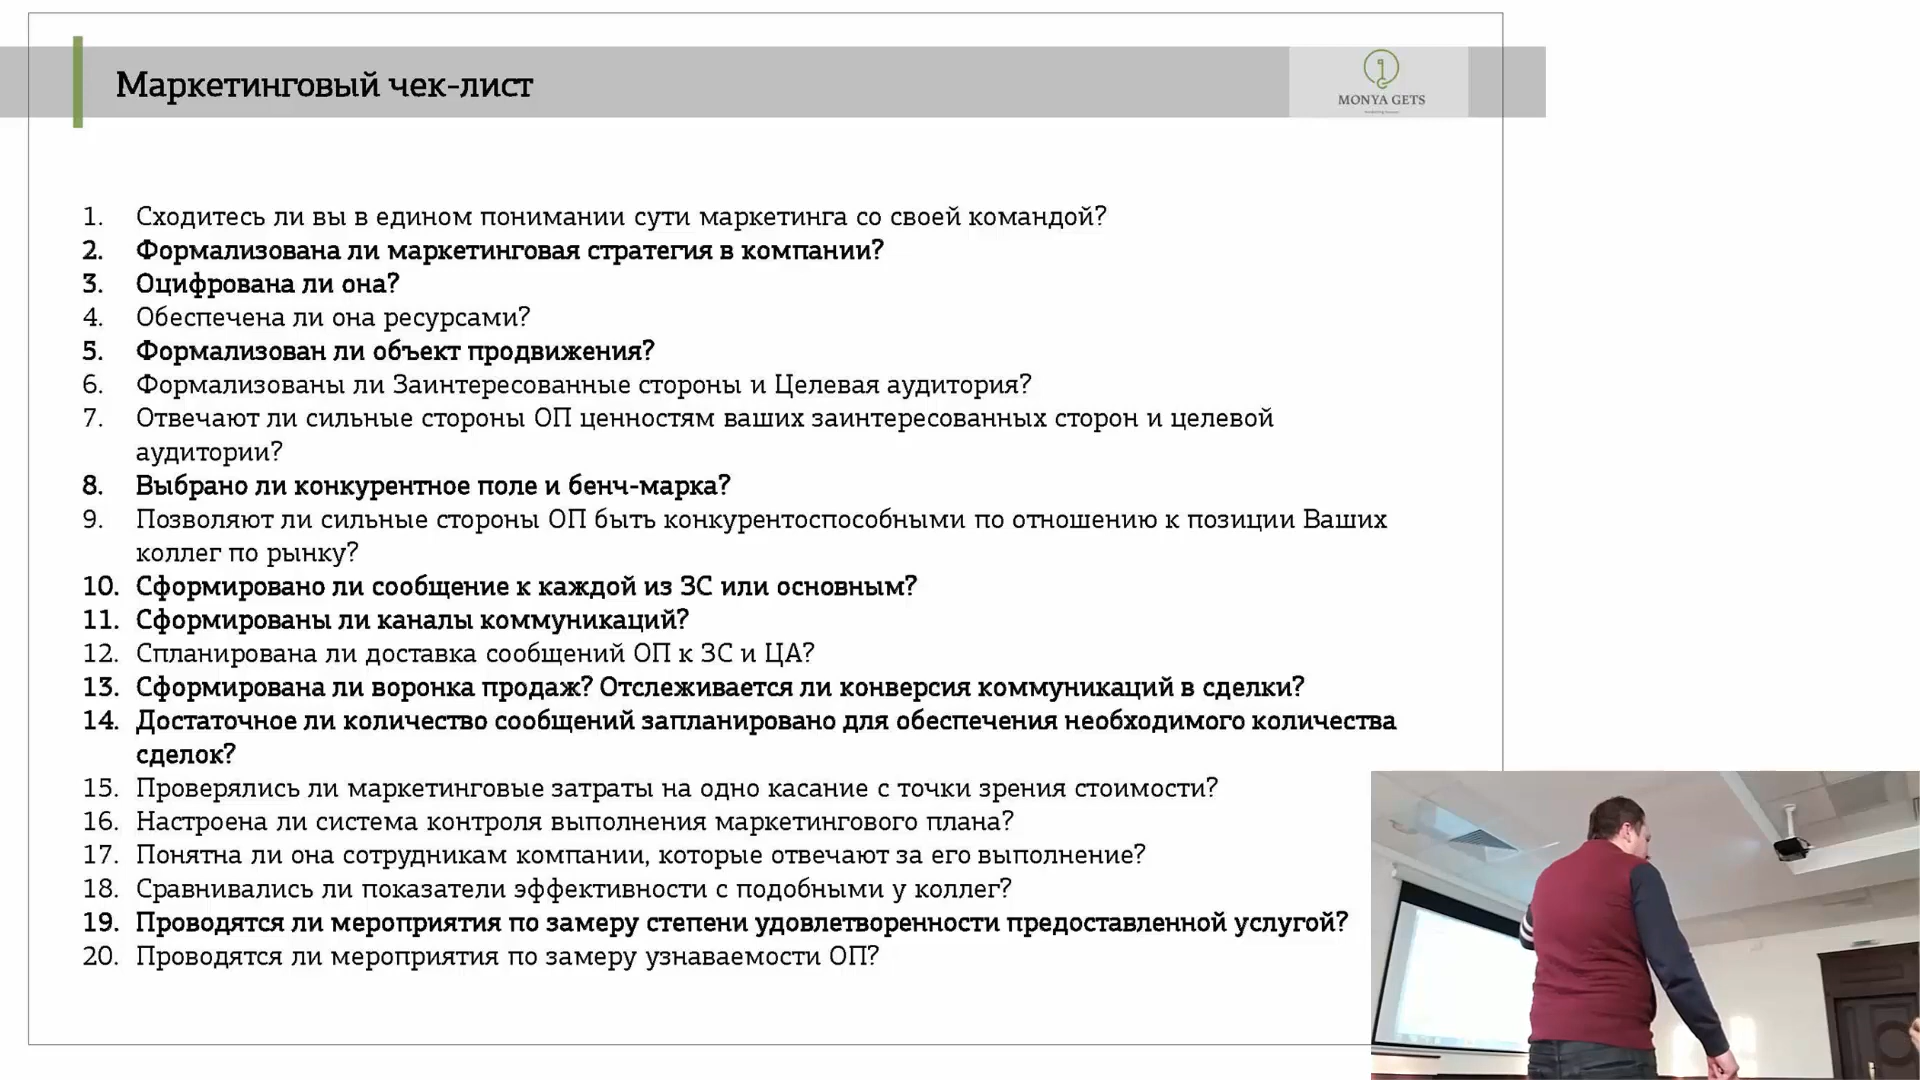 Маркетинговый чек-лист
MONYA GETS
1. Сходитесь ли вы в едином понимании сути маркетинга со своей командой?
2. Формализована ли маркетинговая стратегия в компании?
3. Оцифрована ли она?
4. Обеспечена ли она ресурсами?
5. Формализован ли объект продвижения?
6. Формализованы ли Заинтересованные стороны и Целевая аудитория?
7. Отвечают ли сильные стороны ОП ценностям ваших заинтересованных сторон и целевой
аудитории?
8. Выбрано ли конкурентное поле и бенч-марка?
9. Позволяют ли сильные стороны ОП быть конкурентоспособными по отношению к позиции Ваших
коллег по рынку?
10. Сформировано ли сообщение к каждой из ЗС или основным?
11. Сформированы ли каналы коммуникаций?
12. Спланирована ли доставка сообщений ОП к ЗС и ЦА?
13. Сформирована ли воронка продаж? Отслеживается ли конверсия коммуникаций в сделки?
14. Достаточное ли количество сообщений запланировано для обеспечения необходимого количества
сделок?
15. Проверялись ли маркетинговые затраты на одно касание с точки зрения стоимости?
16. Настроена ли система контроля выполнения маркетингового плана?
17. Понятна ли она сотрудникам компании, которые отвечают за его выполнение?
18. Сравнивались ли показатели эффективности с подобными у коллег?
19. Проводятся ли мероприятия по замеру степени удовлетворенности предоставленной услугой?
20. Проводятся ли мероприятия по замеру узнаваемости ОП?